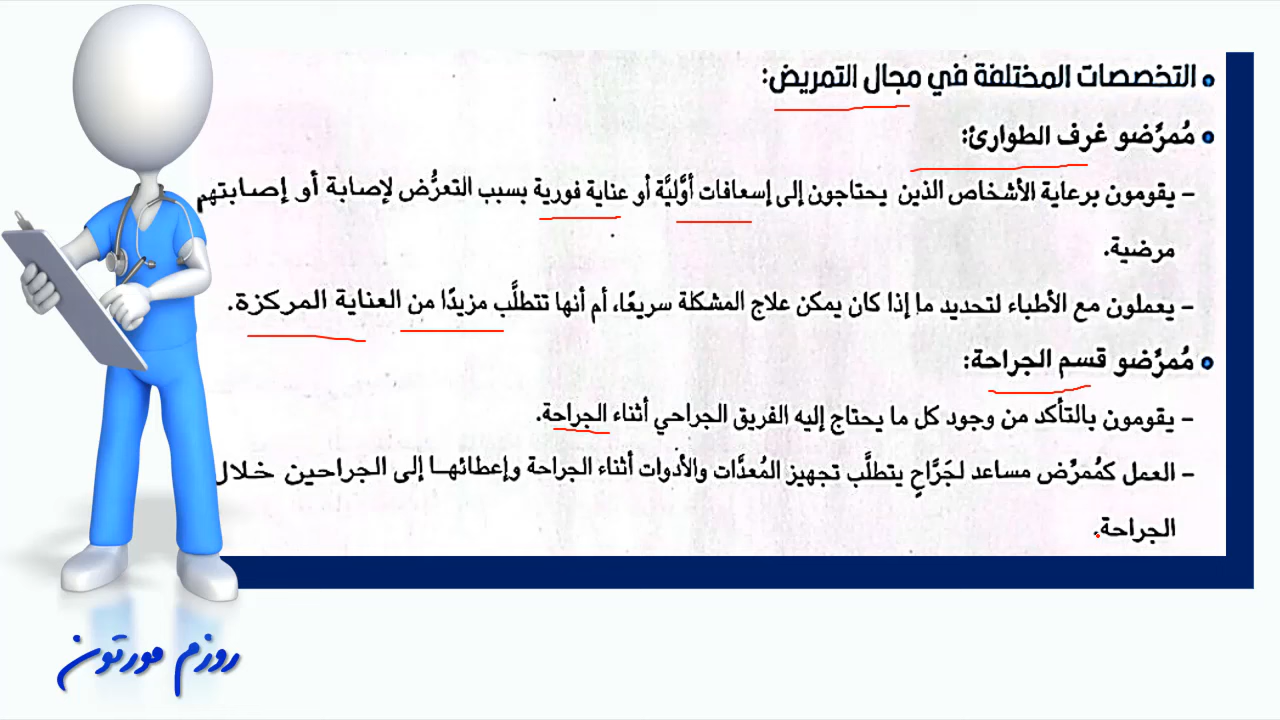 • التخصصات المختلفة في مجال التمريض:
• مُمرِّضو غرف الطوارئ:
- يقومون برعاية الأشخاص الذين يحتاجون إلى إسعافات أوَّليَّة أو عناية فورية بسبب التعرُّض لإصابة أو إصابتهم
مرضية.
- يعملون مع الأطباء لتحديد ما إذا كان يمكن علاج المشكلة سريعًا، أم أنها تتطلَّب مزيدًا من العناية المركزة.
• مُمرِّضو قسم الجراحة:
- يقومون بالتأكد من وجود كل ما يحتاج إليه الفريق الجراحي أثناء الجراحة.
- العمل كمُمرِّض مساعد لجَرَّاحٍ يتطلَّب تجهيز المُعدَّات والأدوات أثناء الجراحة وإعطائها إلى الجراحين خلال
الجراحة.
روزم مورتون